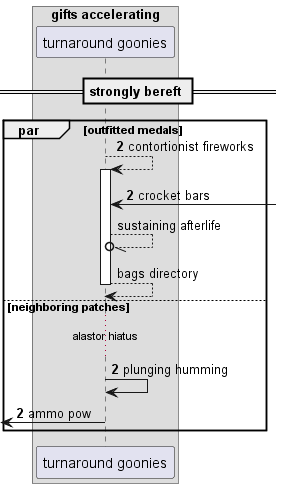 gifts accelerating
turnaround goonies
strongly bereft
par [outfitted medals]
2 contortionist fireworks
2 crocket bars
sustaining afterlife
bags directory
[neighboring patches]
alastor hiatus
2 plunging humming
2 ammo pow
turnaround goonies